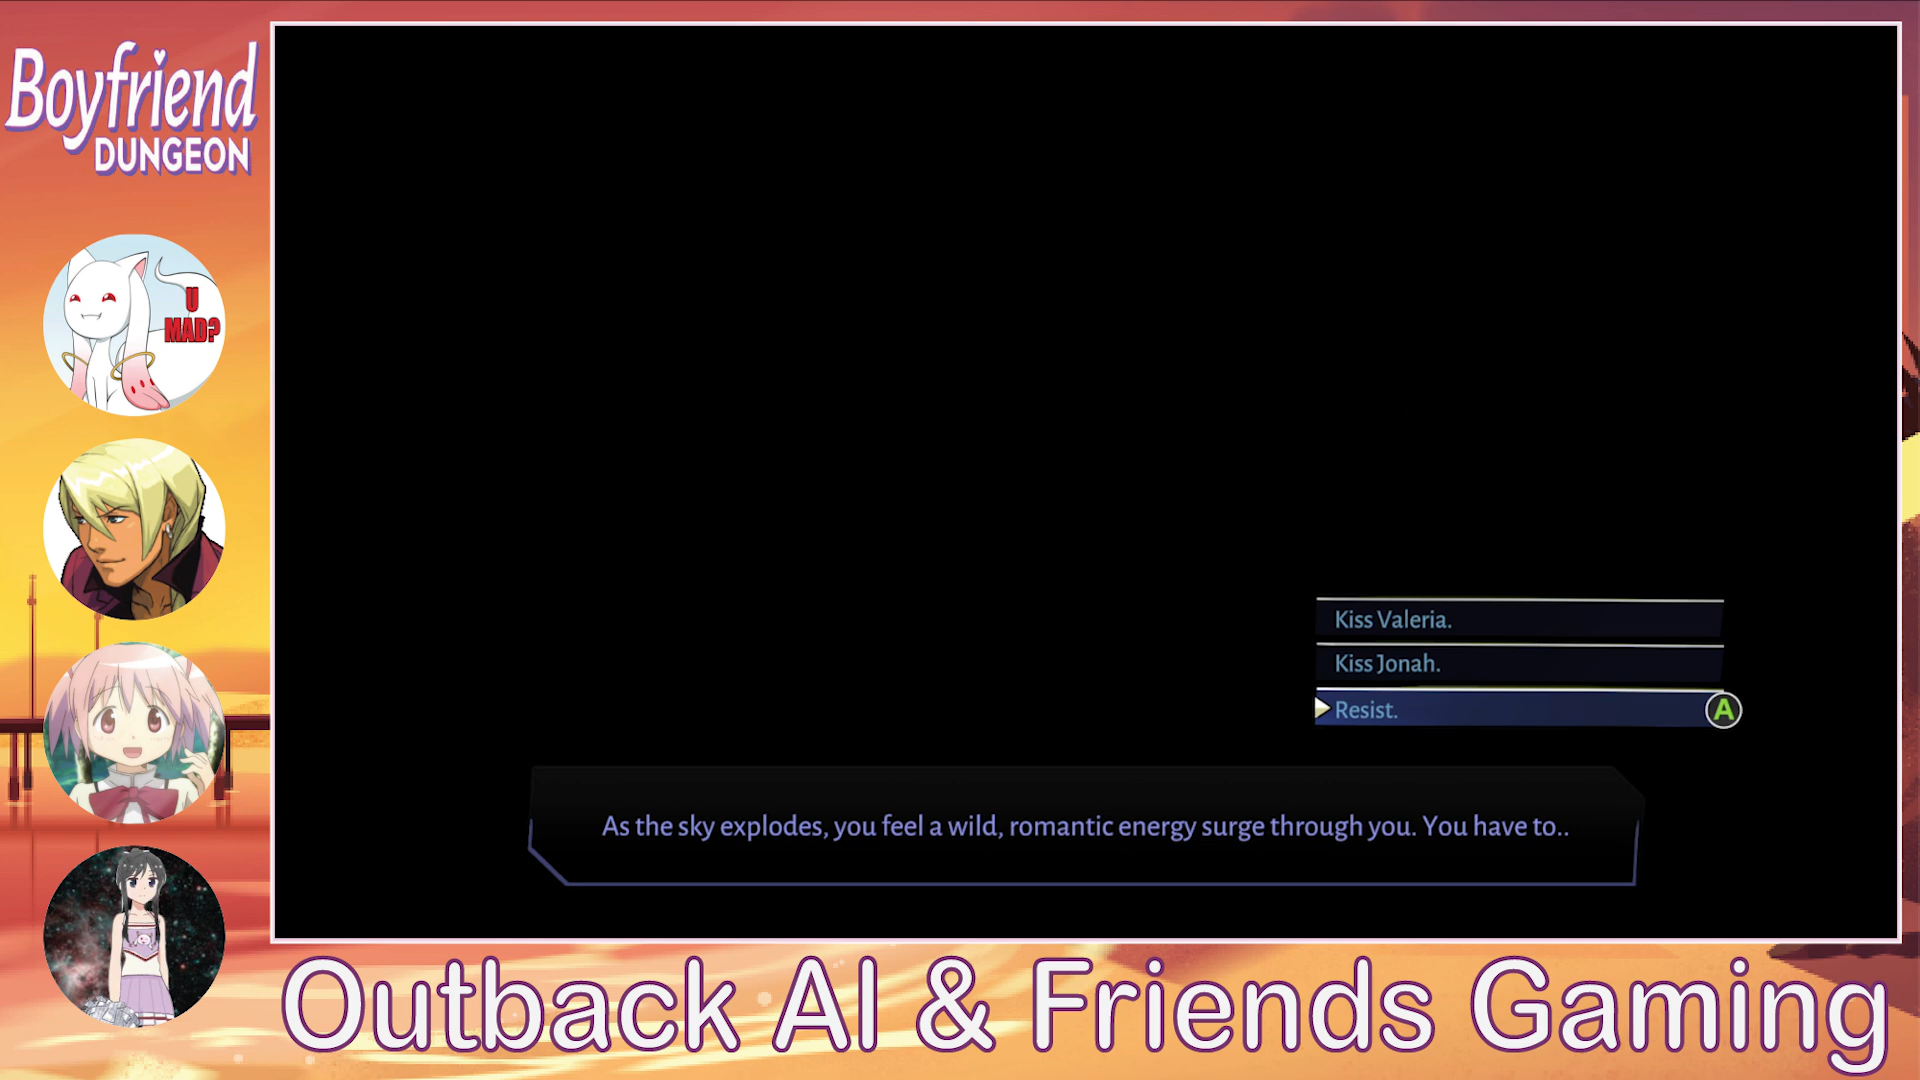 Boyfriend
DUNGEON
U
MAD?
Kiss Valeria.
Kiss Jonah.
Resist.
A
As the sky explodes, you feel a wild, romantic energy surge through you. You have to..
Outback AI & Friends Gaming